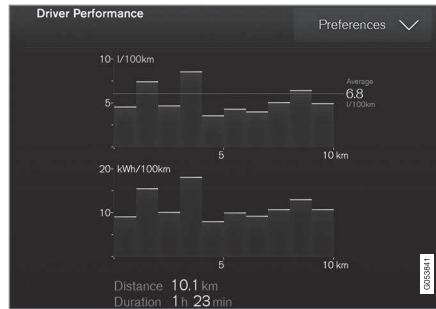 Driver Performance
Preferences
10 l/100km
Average
6.8
l/100km
5
5
10 km
20 kWh/100km
10
5
10 km
Distance 10.1 km
Duration 1 h 23 min
G053841